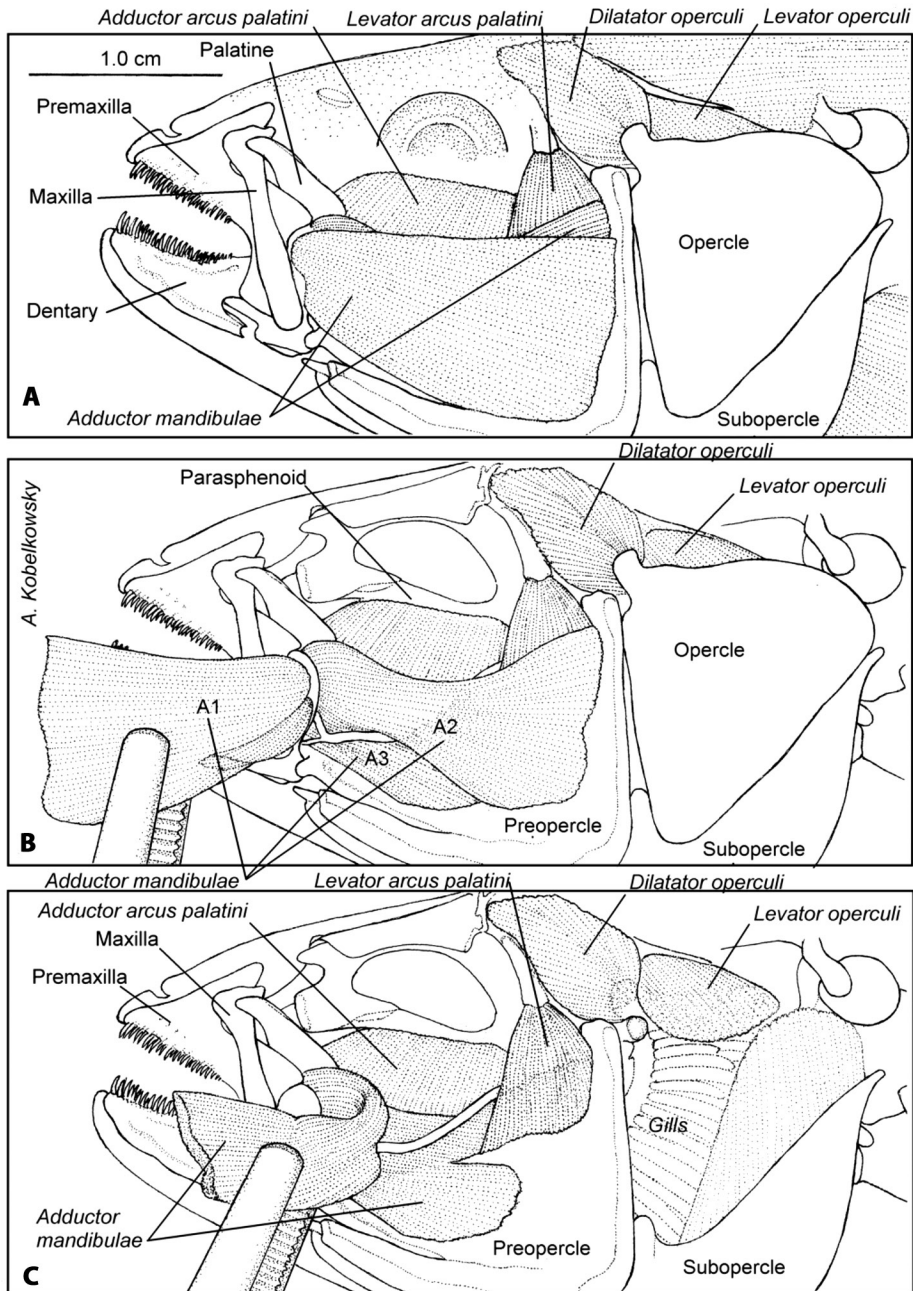 Adductor arcus palatini
Levator arcus palatini
Dilatator operculi
Levator operculi
Palatine
1.0 cm
Premaxilla
Maxilla
Opercle
Dentary
A
Adductor mandibulae
Subopercle
Dilatator operculi
Parasphenoid
Levator operculi
A. Kobelkowsky
Opercle
A1
A2
A3
Preopercle
B
Subopercle
Adductor mandibulae
Levator arcus palatini
Dilatator operculi
Adductor arcus palatini
Levator operculi
Maxilla
Premaxilla
Gills
Adductor
mandibulae
Preopercle
Subopercle
C